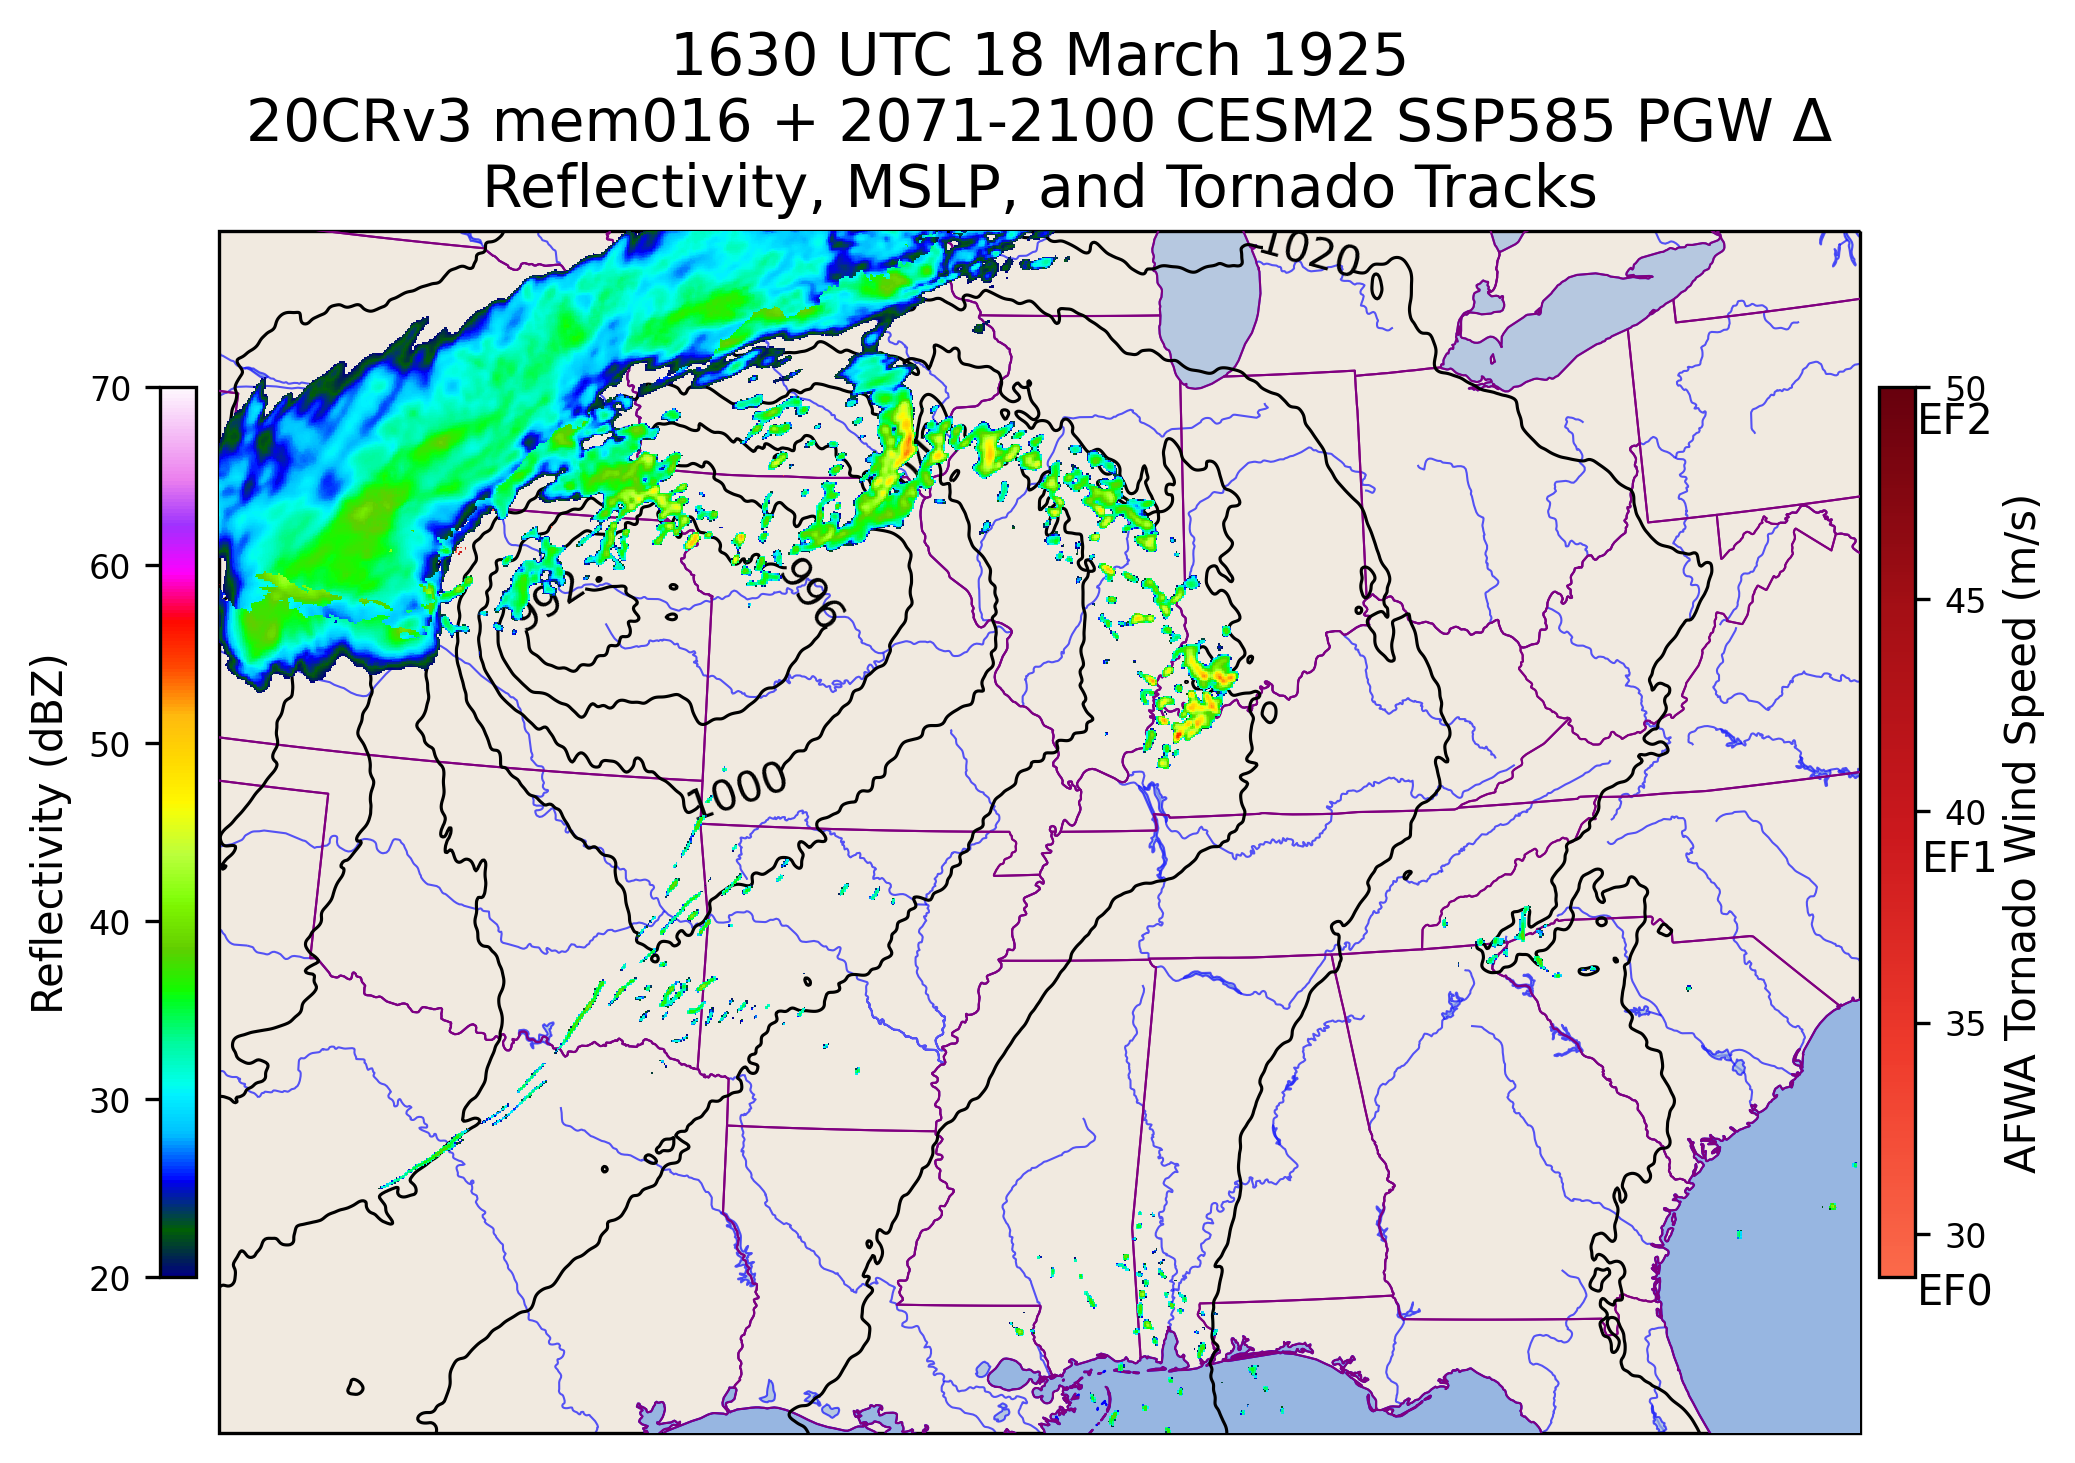 1630 UTC 18 March 1925
20CRv3 mem016 + 2071-2100 CESM2 SSP585 PGW Δ
Reflectivity, MSLP, and Tornado Tracks
1020
996
992
1000
70
60
50
40
30
20
Reflectivity (dBZ)
50
EF2
45
40
EF1
35
30
EF0
AFWA Tornado Wind Speed (m/s)